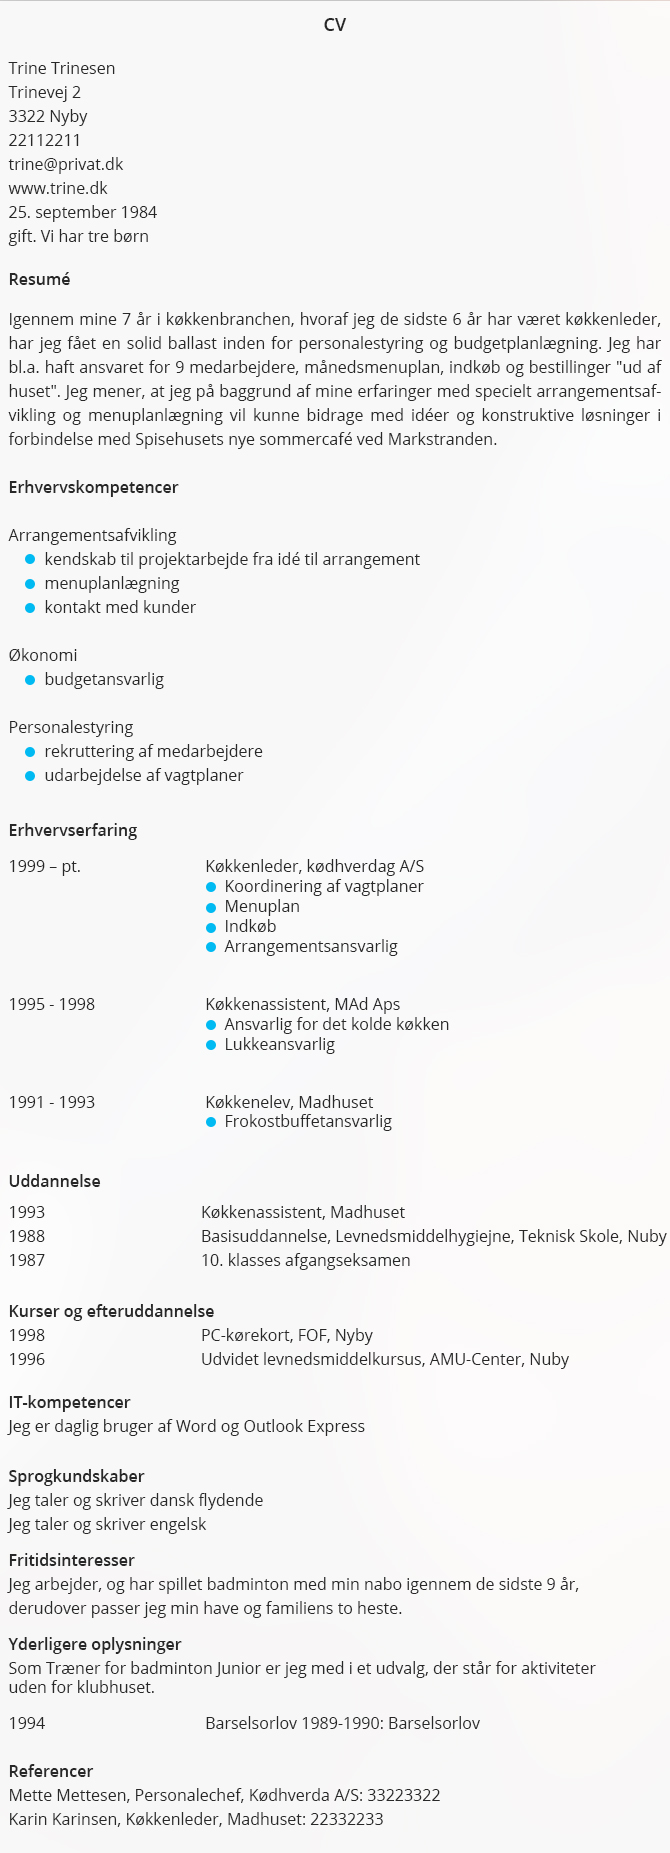 CV
Trine Trinesen
Trinevej 2
3322 Nyby
22112211
trine@privat.dk
www.trine.dk
25. september 1984
gift. Vi har tre børn
Resumé
Igennem mine 7 år i køkkenbranchen, hvoraf jeg de sidste 6 år har været køkkenleder,
har jeg fået en solid ballast inden for personalestyring og budgetplanlægning. Jeg har
bl.a. haft ansvaret for 9 medarbejdere, månedsmenuplan, indkøb og bestillinger "ud af
huset". Jeg mener, at jeg på baggrund af mine erfaringer med specielt arrangementsaf-
vikling og menuplanlægning vil kunne bidrage med idéer og konstruktive løsninger i
forbindelse med Spisehusets nye sommercafé ved Markstranden.
Erhvervskompetencer
Arrangementsafvikling
kendskab til projektarbejde fra idé til arrangement
menuplanlægning
kontakt med kunder
Økonomi
budgetansvarlig
Personalestyring
rekruttering af medarbejdere
udarbejdelse af vagtplaner
Erhvervserfaring
1999 – pt. Køkkenleder, kødhverdag A/S
Koordinering af vagtplaner
Menuplan
Indkøb
Arrangementsansvarlig
1995 - 1998 Køkkenassistent, MAd Aps
Ansvarlig for det kolde køkken
Lukkeansvarlig
1991 - 1993 Køkkenelev, Madhuset
Frokostbuffetansvarlig
Uddannelse
1993 Køkkenassistent, Madhuset
1988 Basisuddannelse, Levnedsmiddelhygiejne, Teknisk Skole, Nuby
1987 10. klasses afgangseksamen
Kurser og efteruddannelse
1998 PC-kørekort, FOF, Nyby
1996 Udvidet levnedsmiddelkursus, AMU-Center, Nuby
IT-kompetencer
Jeg er daglig bruger af Word og Outlook Express
Sprogkundskaber
Jeg taler og skriver dansk flydende
Jeg taler og skriver engelsk
Fritidsinteresser
Jeg arbejder, og har spillet badminton med min nabo igennem de sidste 9 år,
derudover passer jeg min have og familiens to heste.
Yderligere oplysninger
Som Træner for badminton Junior er jeg med i et udvalg, der står for aktiviteter
uden for klubhuset.
1994 Barselsorlov 1989-1990: Barselsorlov
Referencer
Mette Mettesen, Personalechef, Kødhverda A/S: 33223322
Karin Karinsen, Køkkenleder, Madhuset: 22332233